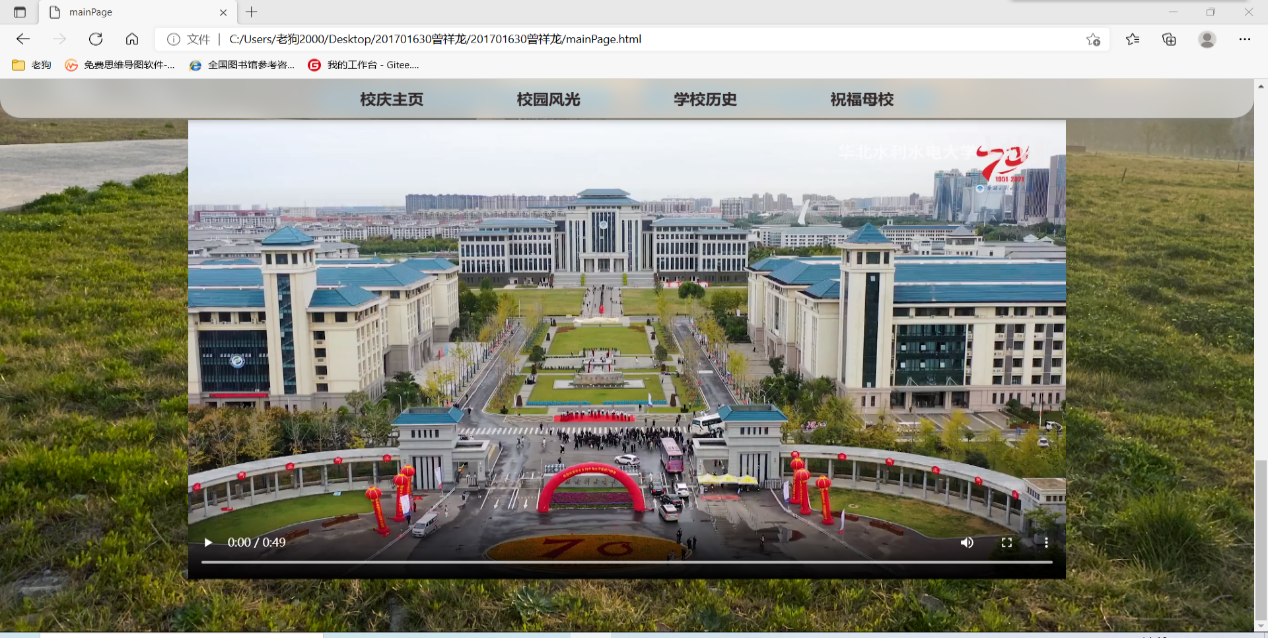 mainPage
文件 | C:/Users/老狗2000/Desktop/201701630曾祥龙/201701630曾祥龙/mainPage.html
老狗 免费思维导图软件-... 全国图书馆参考咨... 我的工作台 - Gitee....
校庆主页 校园风光 学校历史 祝福母校
华北水利水电大学
70
1951 2021
70
0:00 / 0:49